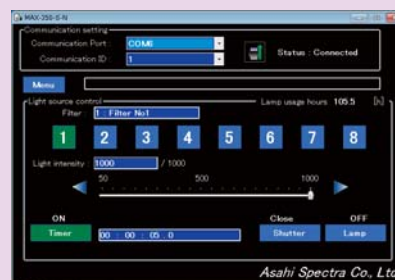 MAX-350-S-N
Communication setting
Communication Port : COM6
Communication ID : 1
Status : Connected
Menu
Light source control
Lamp usage hours 105.5 [h]
Filter : 1 : Filter No1
1 2 3 4 5 6 7 8
Light intensity : 1000 / 1000
50 500 1000
ON Close OFF
Timer 00 : 00 : 05 . 0 Shutter Lamp
Asahi Spectra Co., Ltd